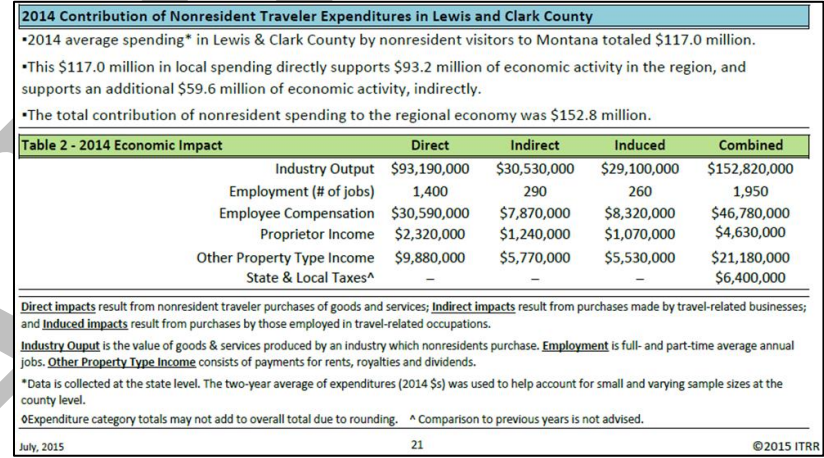 2014 Contribution of Nonresident Traveler Expenditures in Lewis and Clark County
▪2014 average spending* in Lewis & Clark County by nonresident visitors to Montana totaled $117.0 million.
▪This $117.0 million in local spending directly supports $93.2 million of economic activity in the region, and
supports an additional $59.6 million of economic activity, indirectly.
▪The total contribution of nonresident spending to the regional economy was $152.8 million.
Table 2 - 2014 Economic Impact Direct Indirect Induced Combined
Industry Output $93,190,000 $30,530,000 $29,100,000 $152,820,000
Employment (# of jobs) 1,400 290 260 1,950
Employee Compensation $30,590,000 $7,870,000 $8,320,000 $46,780,000
Proprietor Income $2,320,000 $1,240,000 $1,070,000 $4,630,000
Other Property Type Income $9,880,000 $5,770,000 $5,530,000 $21,180,000
State & Local Taxes^ – – – $6,400,000
Direct impacts result from nonresident traveler purchases of goods and services; Indirect impacts result from purchases made by travel-related businesses;
and Induced impacts result from purchases by those employed in travel-related occupations.
Industry Ouput is the value of goods & services produced by an industry which nonresidents purchase. Employment is full- and part-time average annual
jobs. Other Property Type Income consists of payments for rents, royalties and dividends.
*Data is collected at the state level. The two-year average of expenditures (2014 $s) was used to help account for small and varying sample sizes at the
county level.
◊Expenditure category totals may not add to overall total due to rounding. ^ Comparison to previous years is not advised.
July, 2015 21 ©2015 ITRR